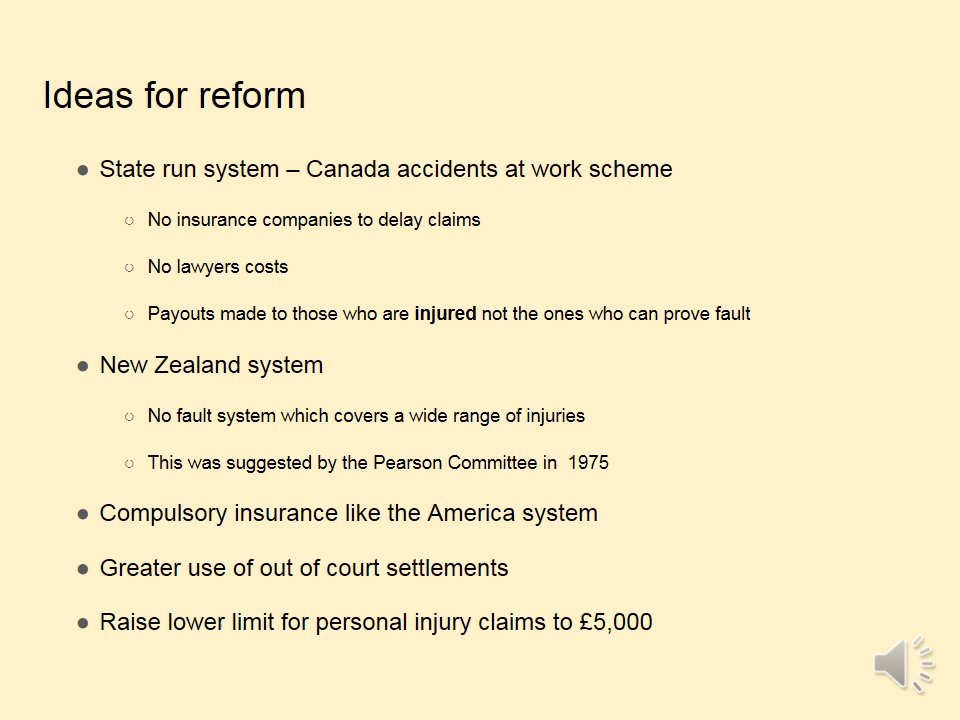 Ideas for reform
● State run system – Canada accidents at work scheme
○ No insurance companies to delay claims
○ No lawyers costs
○ Payouts made to those who are injured not the ones who can prove fault
● New Zealand system
○ No fault system which covers a wide range of injuries
○ This was suggested by the Pearson Committee in  1975
● Compulsory insurance like the America system
● Greater use of out of court settlements
● Raise lower limit for personal injury claims to £5,000